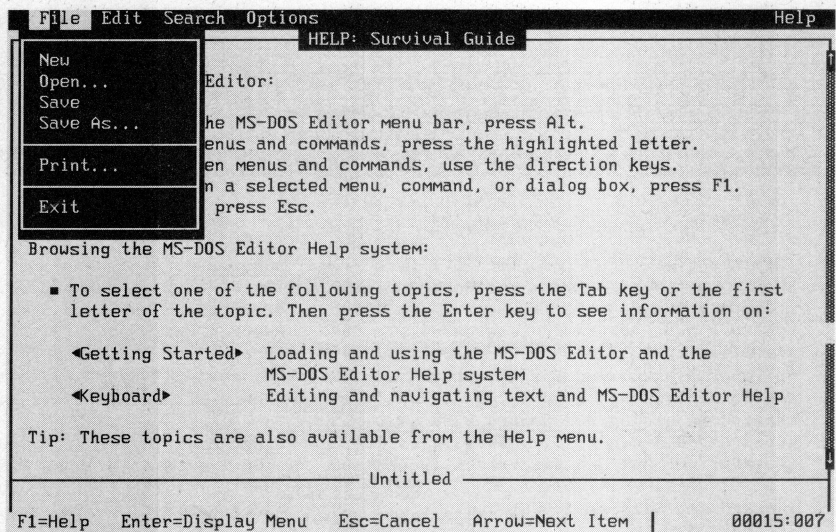 File Edit Search Options Help
HELP: Survival Guide
New
Open...
Save
Save As...
Print...
Exit
Editor:
he MS-DOS Editor menu bar, press Alt.
enus and commands, press the highlighted letter.
en menus and commands, use the direction keys.
n a selected menu, command, or dialog box, press F1.
press Esc.
Browsing the MS-DOS Editor Help system:
■ To select one of the following topics, press the Tab key or the first
letter of the topic. Then press the Enter key to see information on:
◄Getting Started► Loading and using the MS-DOS Editor and the
MS-DOS Editor Help system
◄Keyboard► Editing and navigating text and MS-DOS Editor Help
Tip: These topics are also available from the Help menu.
Untitled
F1=Help Enter=Display Menu Esc=Cancel Arrow=Next Item 00015:007